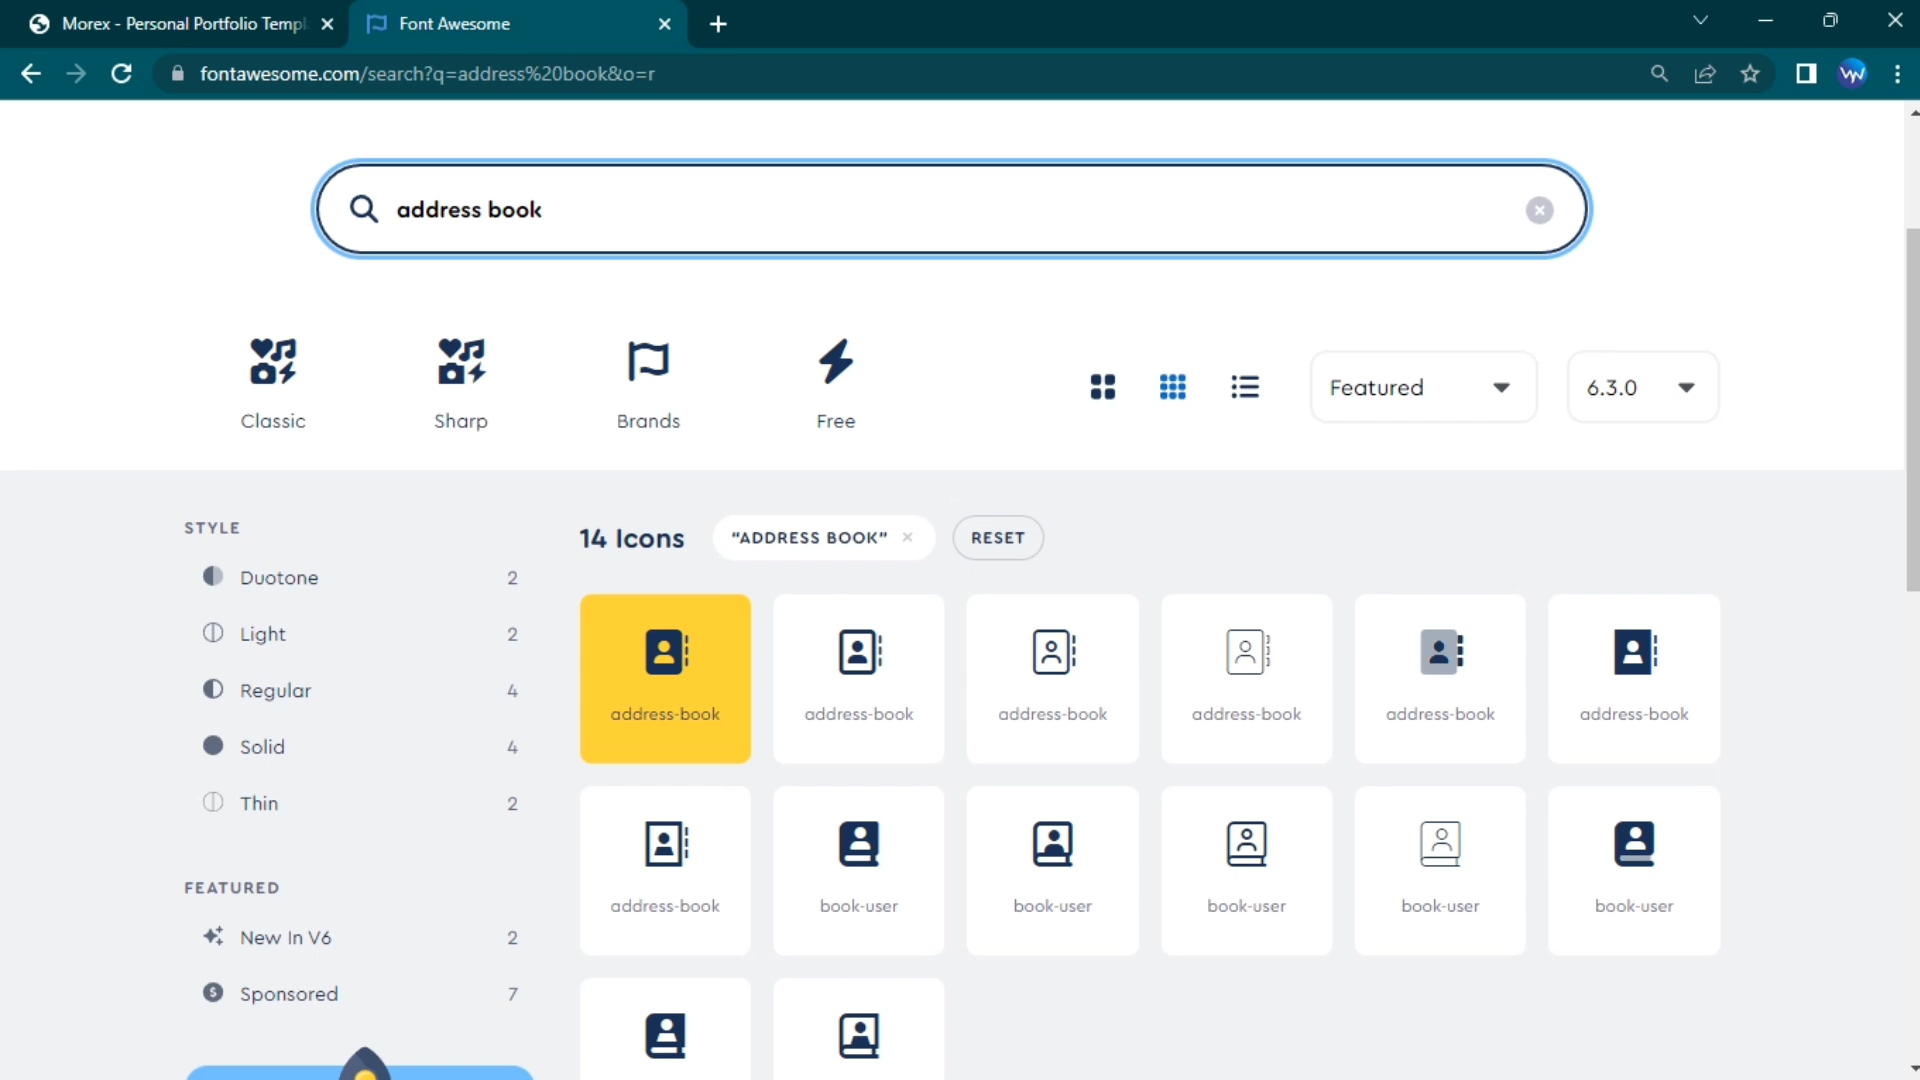 Morex - Personal Portfolio Templ
Font Awesome
fontawesome.com/search?q=address%20book&o=r
address book
Classic
Sharp
Brands
Free
Featured
6.3.0
STYLE
Duotone 2
Light 2
Regular 4
Solid 4
Thin 2
FEATURED
New In V6 2
Sponsored 7
14 Icons
"ADDRESS BOOK"
RESET
address-book
address-book
address-book
address-book
address-book
address-book
address-book
book-user
book-user
book-user
book-user
book-user